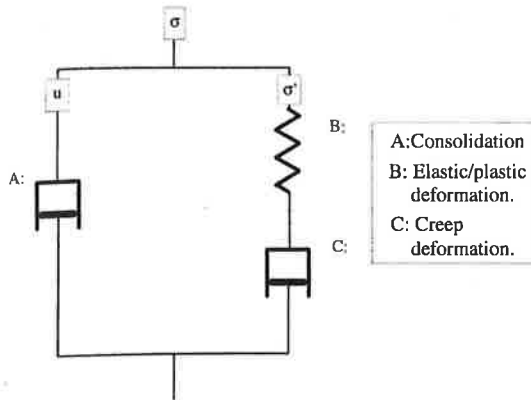 σ
u
σ'
B:
A:
C:
A:Consolidation
B: Elastic/plastic
deformation.
C: Creep
deformation.